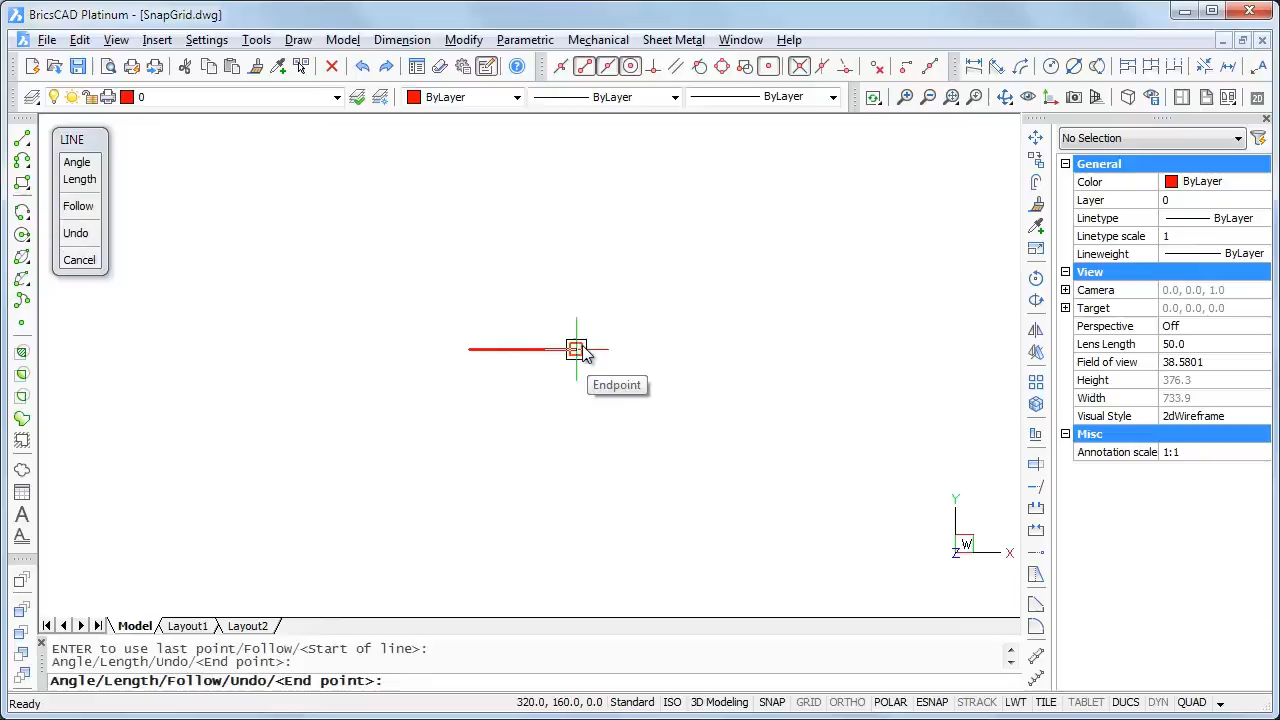 BricsCAD Platinum - [SnapGrid.dwg]
File Edit View Insert Settings Tools Draw Model Dimension Modify Parametric Mechanical Sheet Metal Window Help
0 ByLayer ByLayer ByLayer
LINE
Angle
Length
Follow
Undo
Cancel
Endpoint
Y
W
Z X
No Selection
General
Color ByLayer
Layer 0
Linetype ByLayer
Linetype scale 1
Lineweight ByLayer
View
Camera 0.0, 0.0, 1.0
Target 0.0, 0.0, 0.0
Perspective Off
Lens Length 50.0
Field of view 38.5801
Height 376.3
Width 733.9
Visual Style 2dWireframe
Misc
Annotation scale 1:1
Model Layout1 Layout2
ENTER to use last point/Follow/<Start of line>:
Angle/Length/Undo/<End point>:
Angle/Length/Follow/Undo/<End point>:
Ready 320.0, 160.0, 0.0 Standard ISO 3D Modeling SNAP GRID ORTHO POLAR ESNAP STRACK LWT TILE TABLET DUCS DYN QUAD